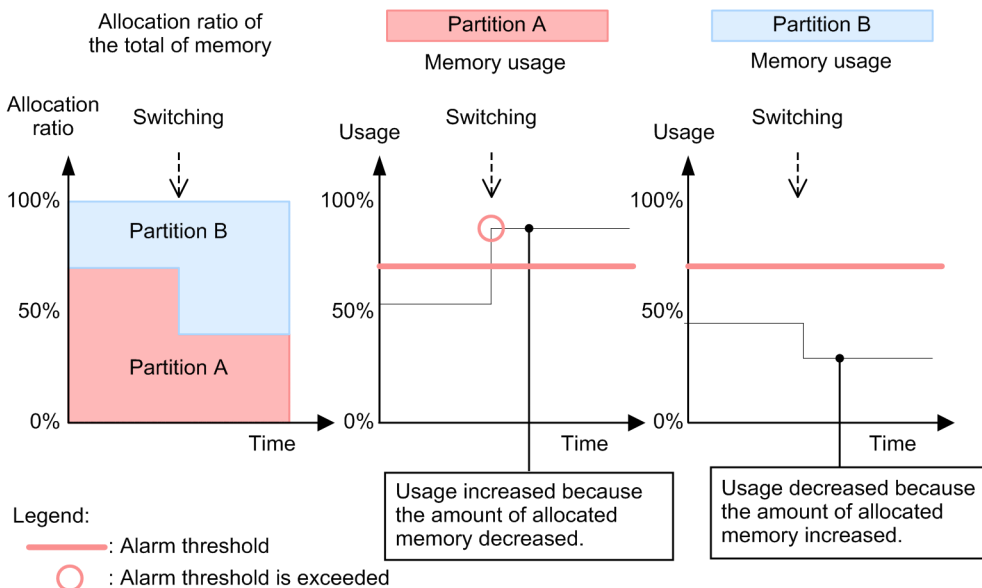 Allocation ratio of
the total of memory
Allocation
ratio
Switching
100%
50%
0%
Partition B
Partition A
Time
Partition A
Memory usage
Usage
Switching
100%
50%
0%
Time
Usage increased because
the amount of allocated
memory decreased.
Partition B
Memory usage
Usage
Switching
100%
50%
0%
Time
Usage decreased because
the amount of allocated
memory increased.
Legend:
: Alarm threshold
: Alarm threshold is exceeded